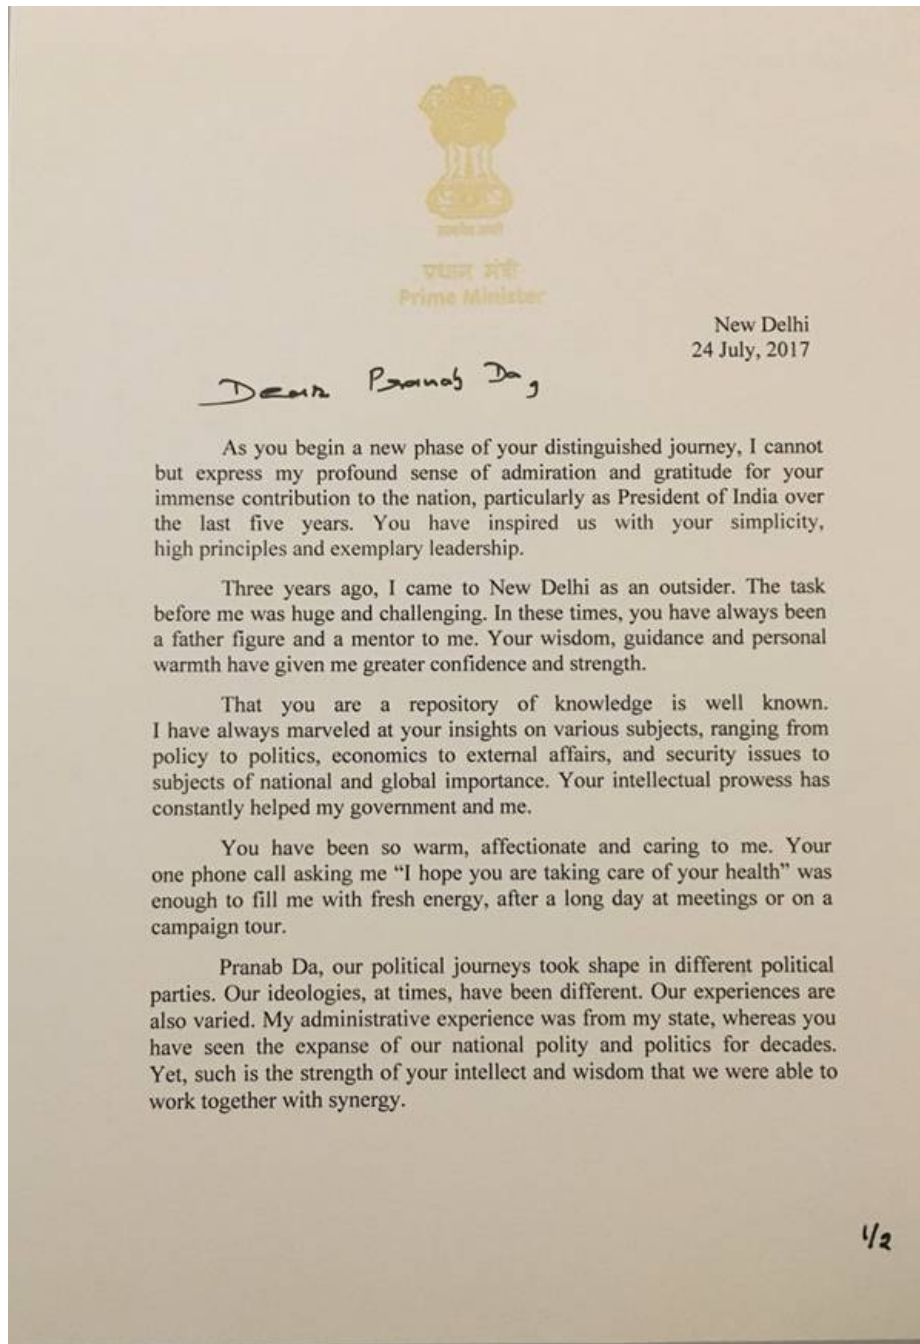 सत्यमेव जयते
प्रधान मंत्री
Prime Minister
New Delhi
24 July, 2017
Dear Pranab Da,
As you begin a new phase of your distinguished journey, I cannot
but express my profound sense of admiration and gratitude for your
immense contribution to the nation, particularly as President of India over
the last five years. You have inspired us with your simplicity,
high principles and exemplary leadership.
Three years ago, I came to New Delhi as an outsider. The task
before me was huge and challenging. In these times, you have always been
a father figure and a mentor to me. Your wisdom, guidance and personal
warmth have given me greater confidence and strength.
That you are a repository of knowledge is well known.
I have always marveled at your insights on various subjects, ranging from
policy to politics, economics to external affairs, and security issues to
subjects of national and global importance. Your intellectual prowess has
constantly helped my government and me.
You have been so warm, affectionate and caring to me. Your
one phone call asking me “I hope you are taking care of your health” was
enough to fill me with fresh energy, after a long day at meetings or on a
campaign tour.
Pranab Da, our political journeys took shape in different political
parties. Our ideologies, at times, have been different. Our experiences are
also varied. My administrative experience was from my state, whereas you
have seen the expanse of our national polity and politics for decades.
Yet, such is the strength of your intellect and wisdom that we were able to
work together with synergy.
1/2